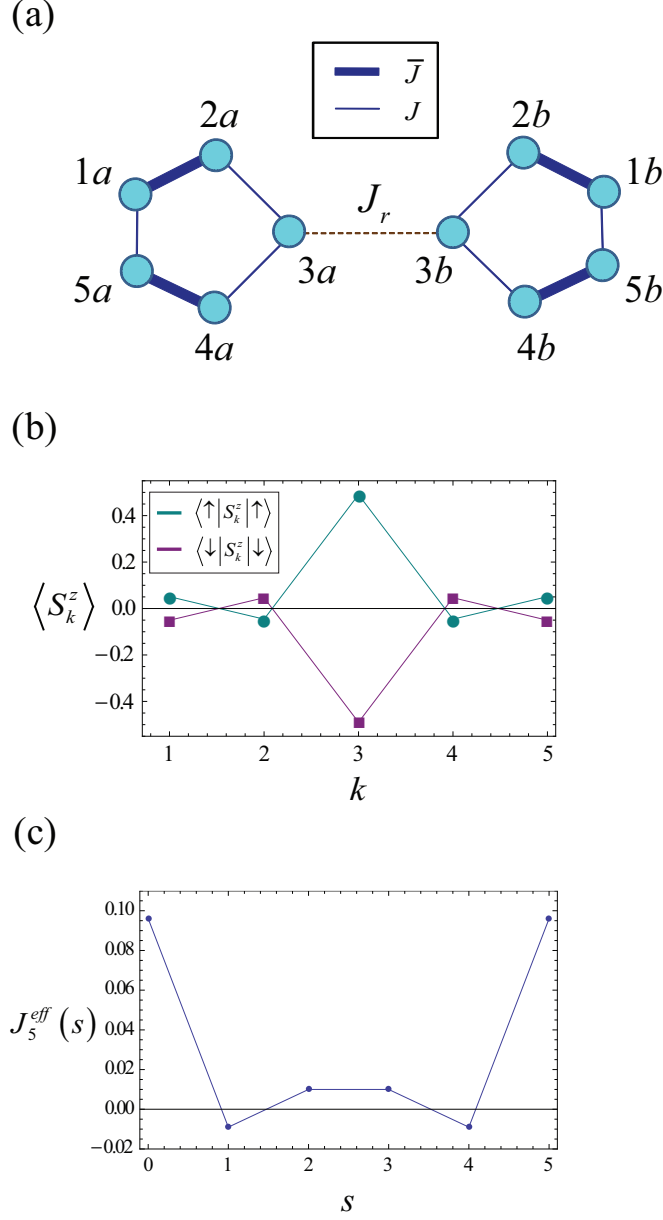 (a)
J̅
J
2a
2b
1a
1b
J_r
3a
3b
5a
5b
4a
4b
(b)
⟨↑|S_k^z|↑⟩
⟨↓|S_k^z|↓⟩
0.4
0.2
⟨S_k^z⟩
0.0
−0.2
−0.4
1 2 3 4 5
k
(c)
0.10
0.08
0.06
J_5^{eff}(s)
0.04
0.02
0.00
−0.02
0 1 2 3 4 5
s